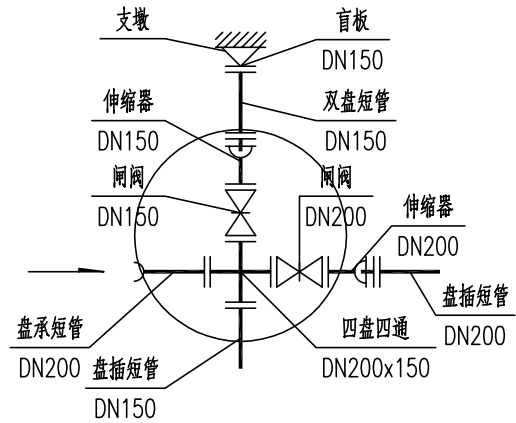 支墩
盲板
DN150
伸缩器
DN150
双盘短管
DN150
闸阀
DN150
闸阀
DN200
伸缩器
DN200
盘承短管
DN200
盘插短管
DN150
四盘四通
DN200x150
盘插短管
DN200